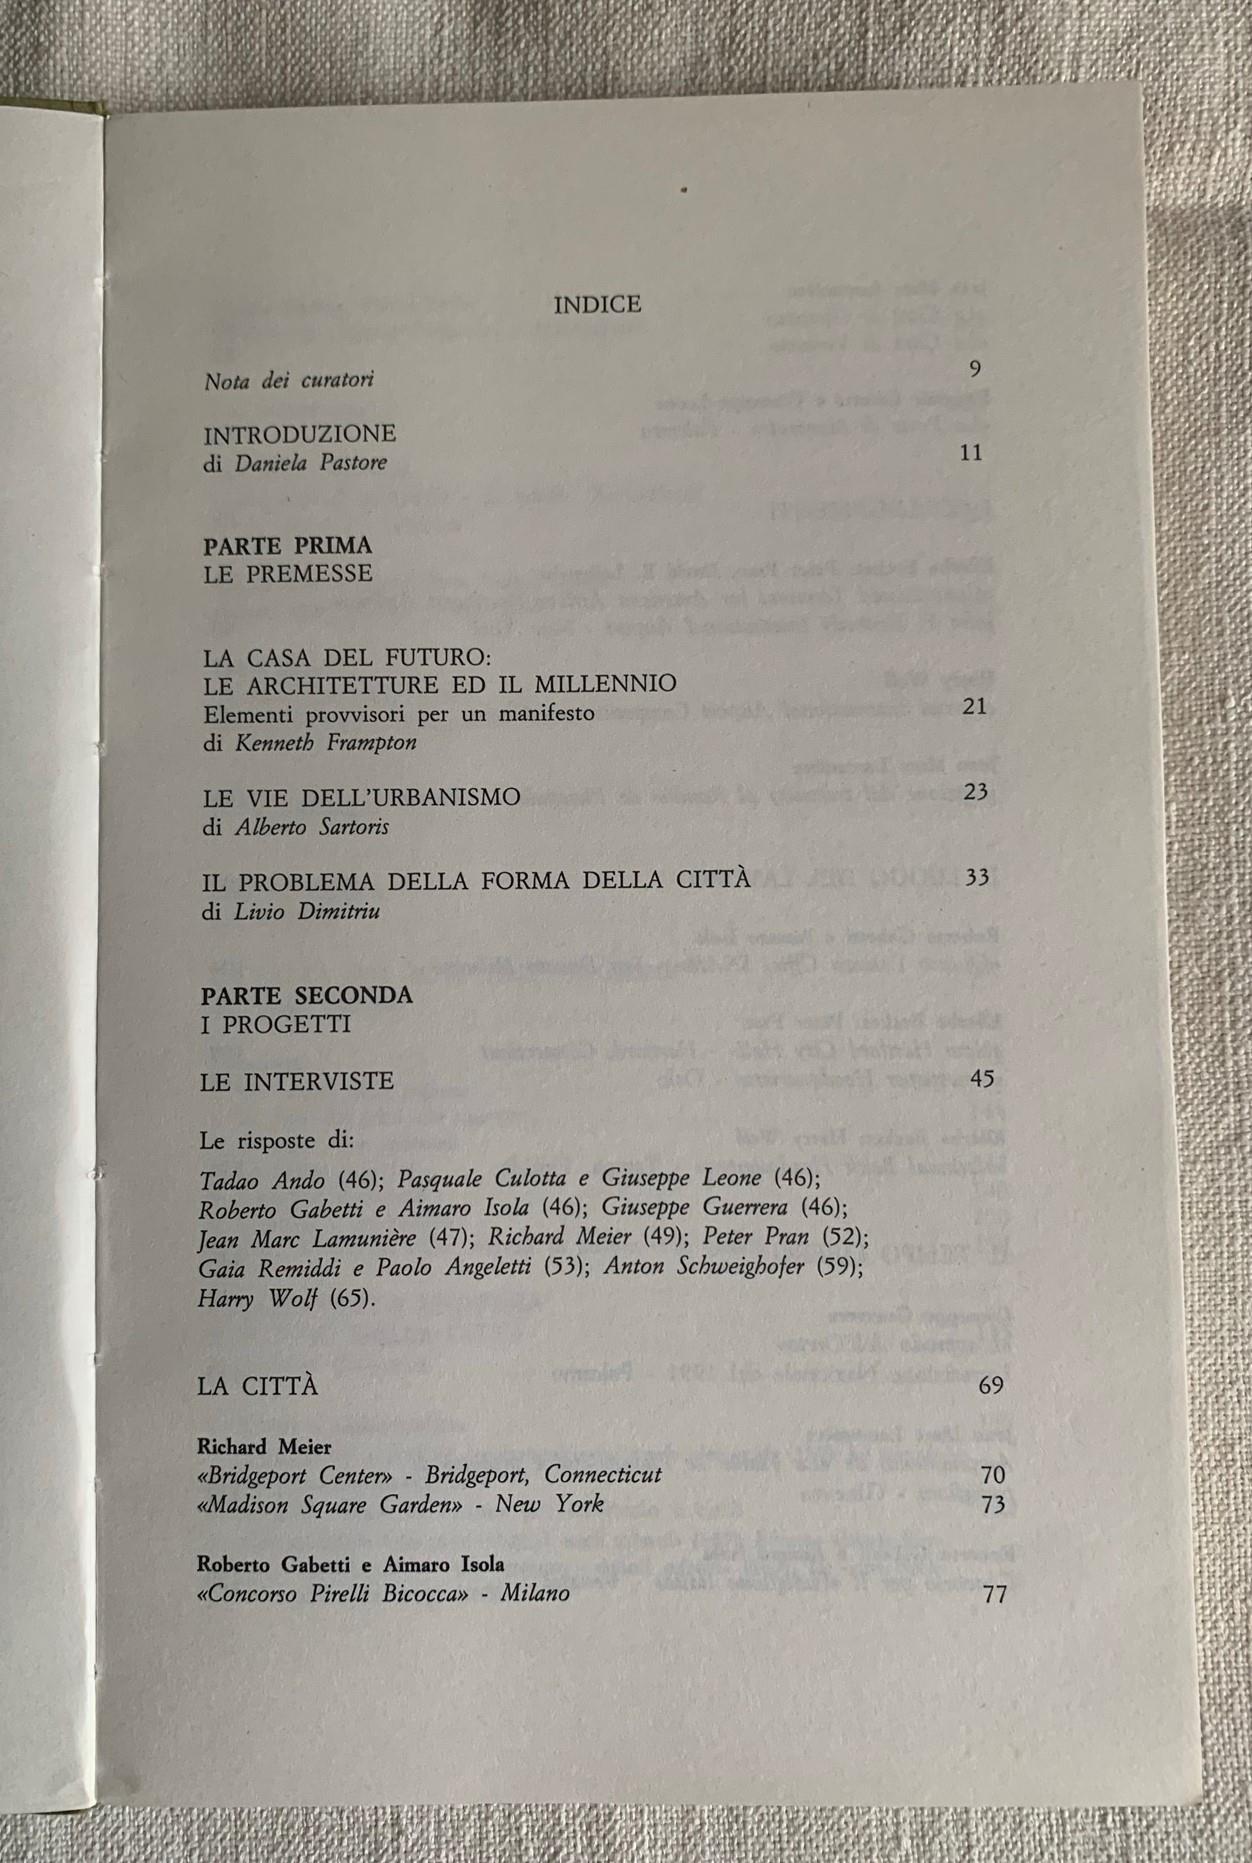 INDICE
Nota dei curatori 9
INTRODUZIONE
di Daniela Pastore 11
PARTE PRIMA
LE PREMESSE
LA CASA DEL FUTURO:
LE ARCHITETTURE ED IL MILLENNIO
Elementi provvisori per un manifesto 21
di Kenneth Frampton
LE VIE DELL'URBANISMO 23
di Alberto Sartoris
IL PROBLEMA DELLA FORMA DELLA CITTÀ 33
di Livio Dimitriu
PARTE SECONDA
I PROGETTI
LE INTERVISTE 45
Le risposte di:
Tadao Ando (46); Pasquale Culotta e Giuseppe Leone (46);
Roberto Gabetti e Aimaro Isola (46); Giuseppe Guerrera (46);
Jean Marc Lamunière (47); Richard Meier (49); Peter Pran (52);
Gaia Remiddi e Paolo Angeletti (53); Anton Schweighofer (59);
Harry Wolf (65).
LA CITTÀ 69
Richard Meier
«Bridgeport Center» - Bridgeport, Connecticut 70
«Madison Square Garden» - New York 73
Roberto Gabetti e Aimaro Isola
«Concorso Pirelli Bicocca» - Milano 77